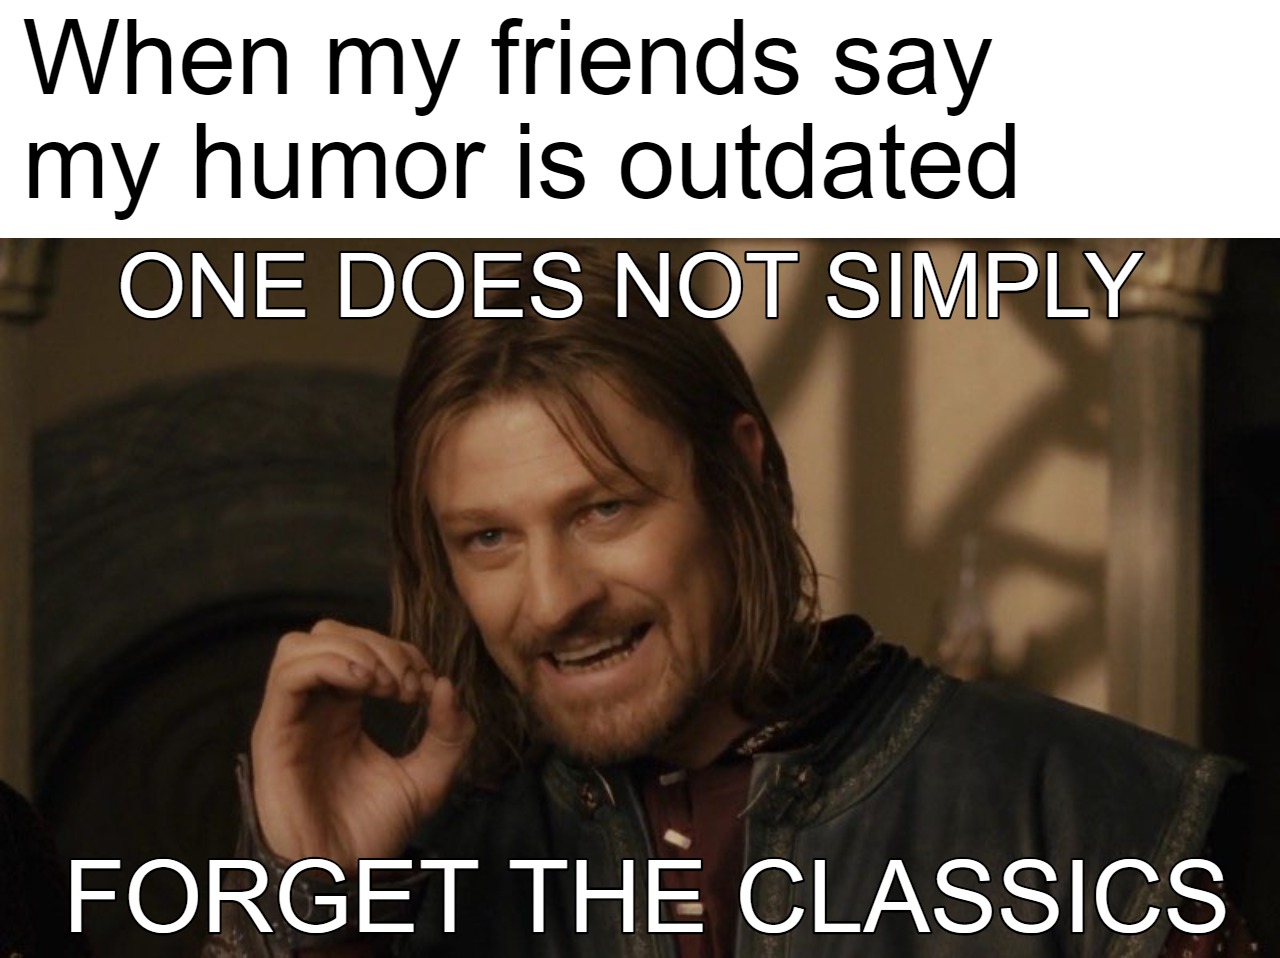 When my friends say
my humor is outdated
ONE DOES NOT SIMPLY
FORGET THE CLASSICS